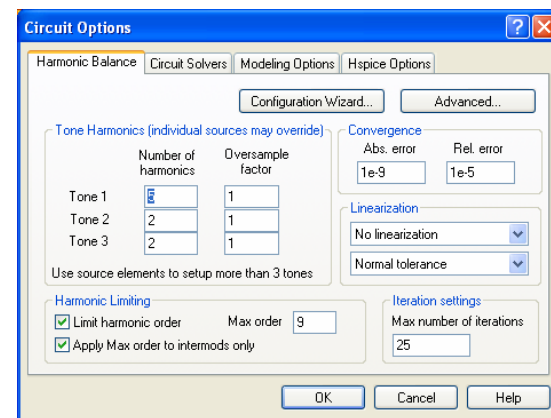 Circuit Options
Harmonic Balance Circuit Solvers Modeling Options Hspice Options
Configuration Wizard... Advanced...
Tone Harmonics (individual sources may override)
Number of harmonics Oversample factor
Tone 1 5 1
Tone 2 2 1
Tone 3 2 1
Use source elements to setup more than 3 tones
Convergence
Abs. error Rel. error
1e-9 1e-5
Linearization
No linearization
Normal tolerance
Harmonic Limiting
Limit harmonic order Max order 9
Apply Max order to intermods only
Iteration settings
Max number of iterations
25
OK Cancel Help